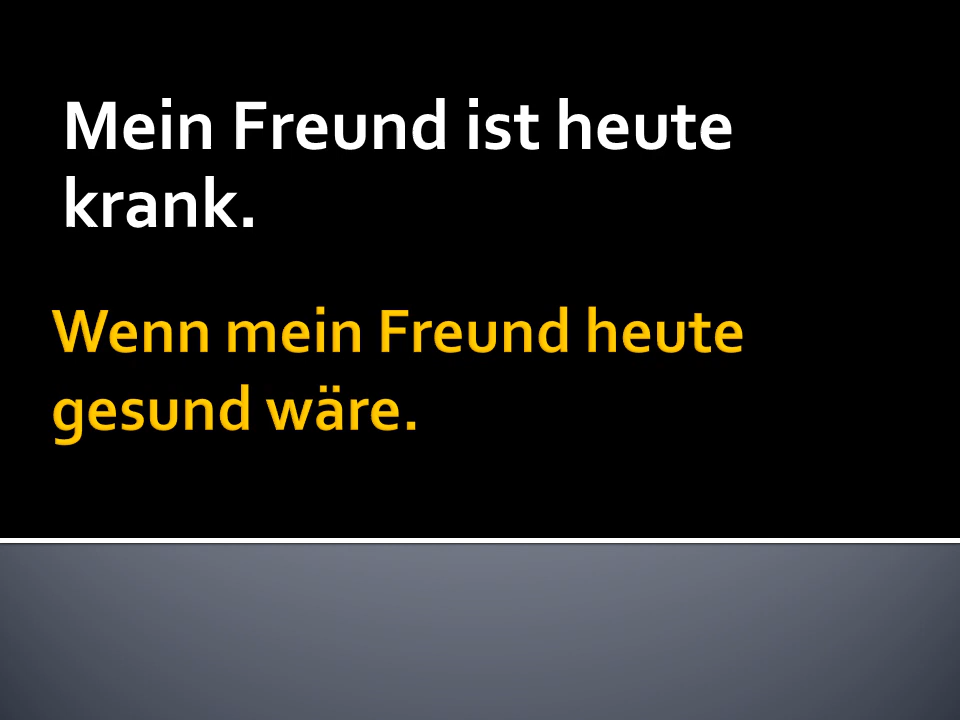 Mein Freund ist heute
krank.
Wenn mein Freund heute
gesund wäre.